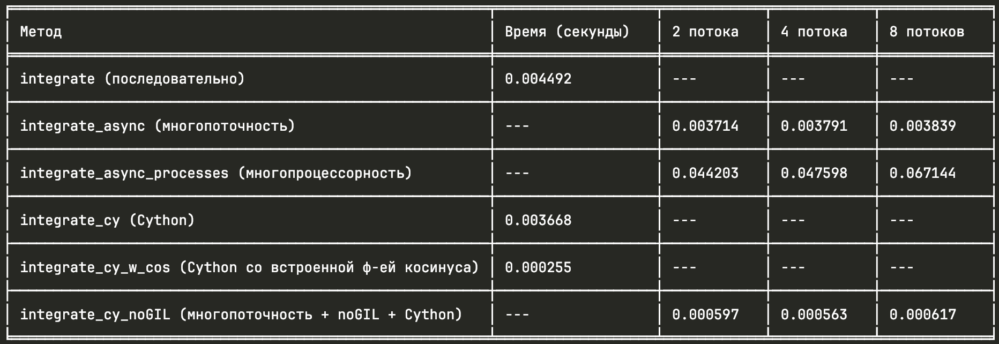 Метод Время (секунды) 2 потока 4 потока 8 потоков
integrate (последовательно) 0.004492 --- --- ---
integrate_async (многопоточность) --- 0.003714 0.003791 0.003839
integrate_async_processes (многопроцессорность) --- 0.044203 0.047598 0.067144
integrate_cy (Cython) 0.003668 --- --- ---
integrate_cy_w_cos (Cython со встроенной ф-ей косинуса) 0.000255 --- --- ---
integrate_cy_noGIL (многопоточность + noGIL + Cython) --- 0.000597 0.000563 0.000617